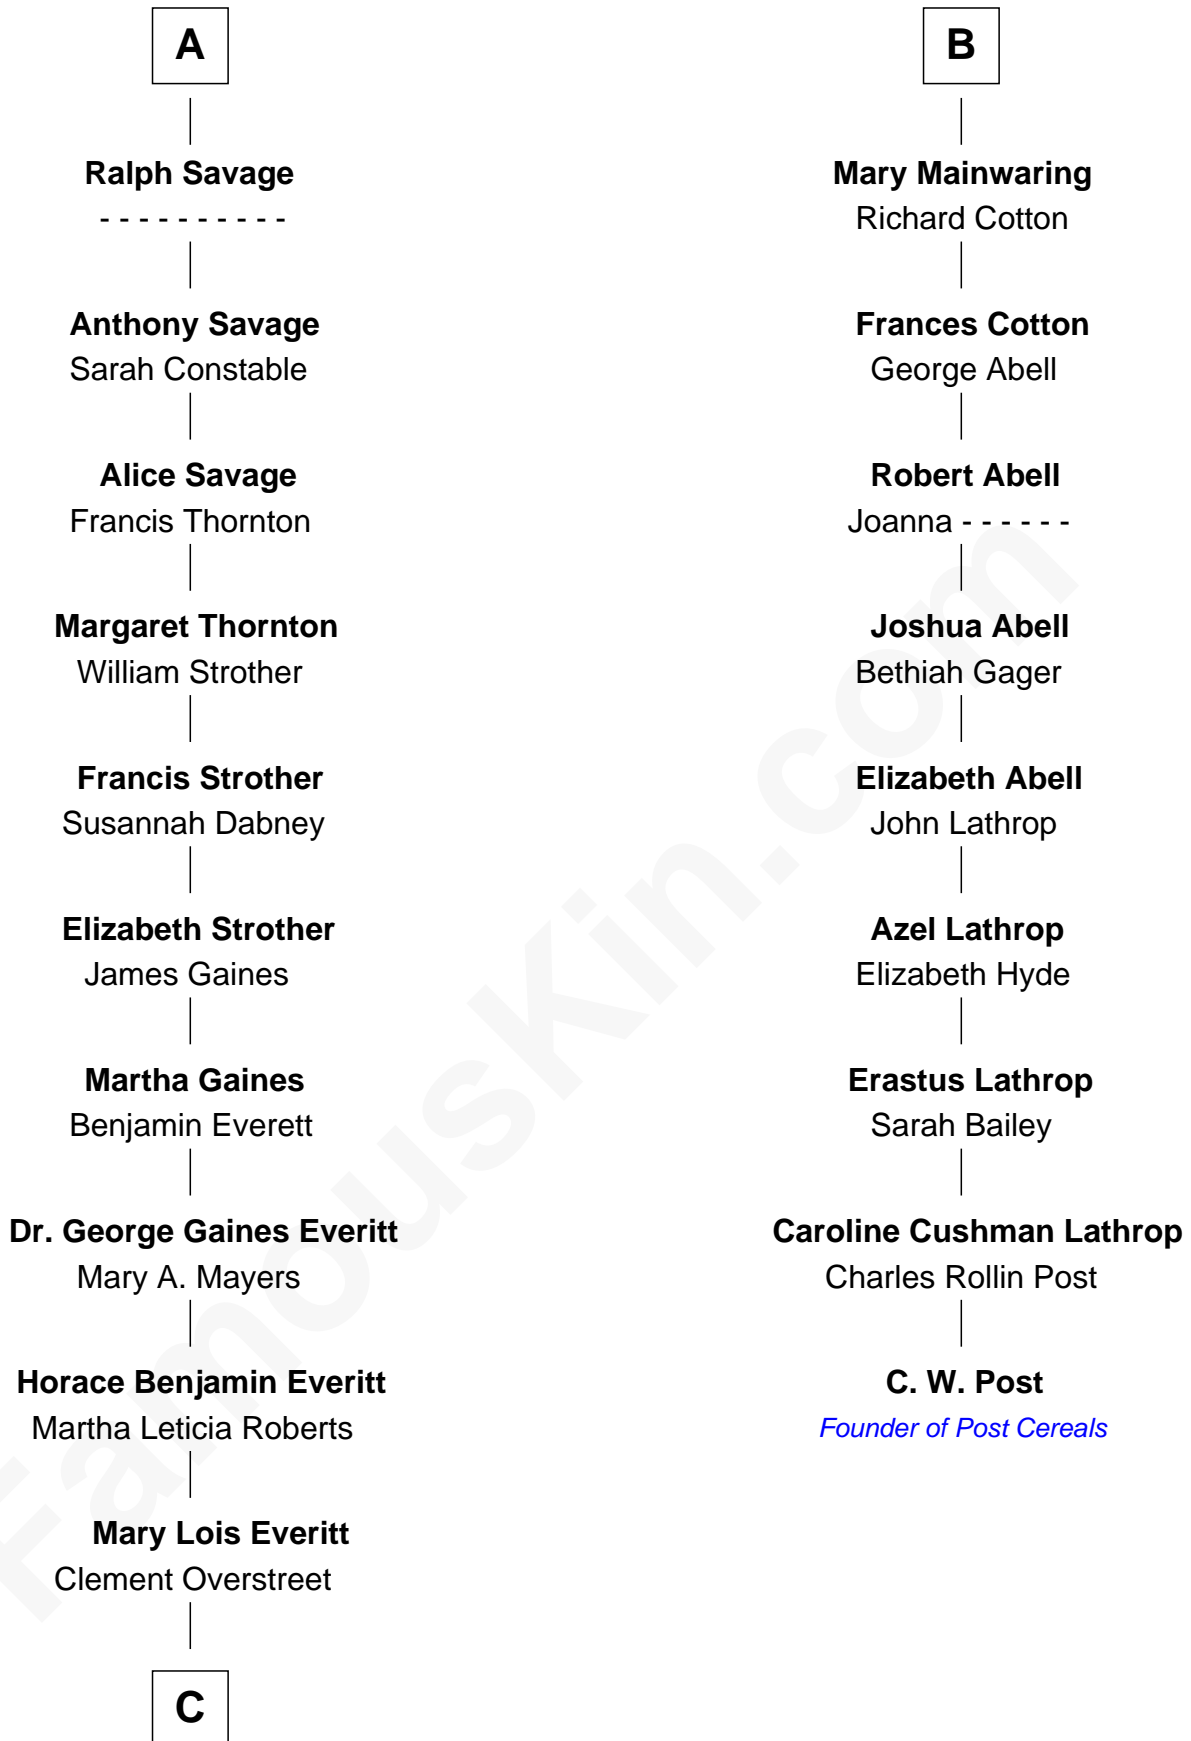 A
Ralph Savage
- - - - - - - - - -
Anthony Savage
Sarah Constable
Alice Savage
Francis Thornton
Margaret Thornton
William Strother
Francis Strother
Susannah Dabney
Elizabeth Strother
James Gaines
Martha Gaines
Benjamin Everett
Dr. George Gaines Everitt
Mary A. Mayers
Horace Benjamin Everitt
Martha Leticia Roberts
Mary Lois Everitt
Clement Overstreet
C
B
Mary Mainwaring
Richard Cotton
Frances Cotton
George Abell
Robert Abell
Joanna - - - - - -
Joshua Abell
Bethiah Gager
Elizabeth Abell
John Lathrop
Azel Lathrop
Elizabeth Hyde
Erastus Lathrop
Sarah Bailey
Caroline Cushman Lathrop
Charles Rollin Post
C. W. Post
Founder of Post Cereals
FamousKin.com